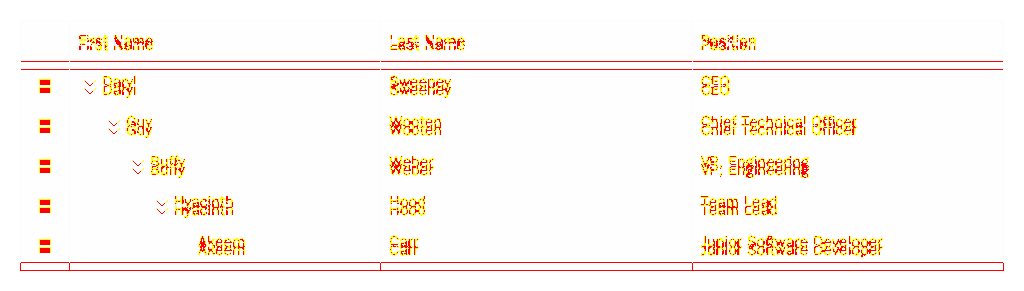 First Name Last Name Position
Daryl Sweeney CEO
Guy Wooten Chief Technical Officer
Buffy Weber VP, Engineering
Hyacinth Hood Team Lead
Akeem Carr Junior Software Developer